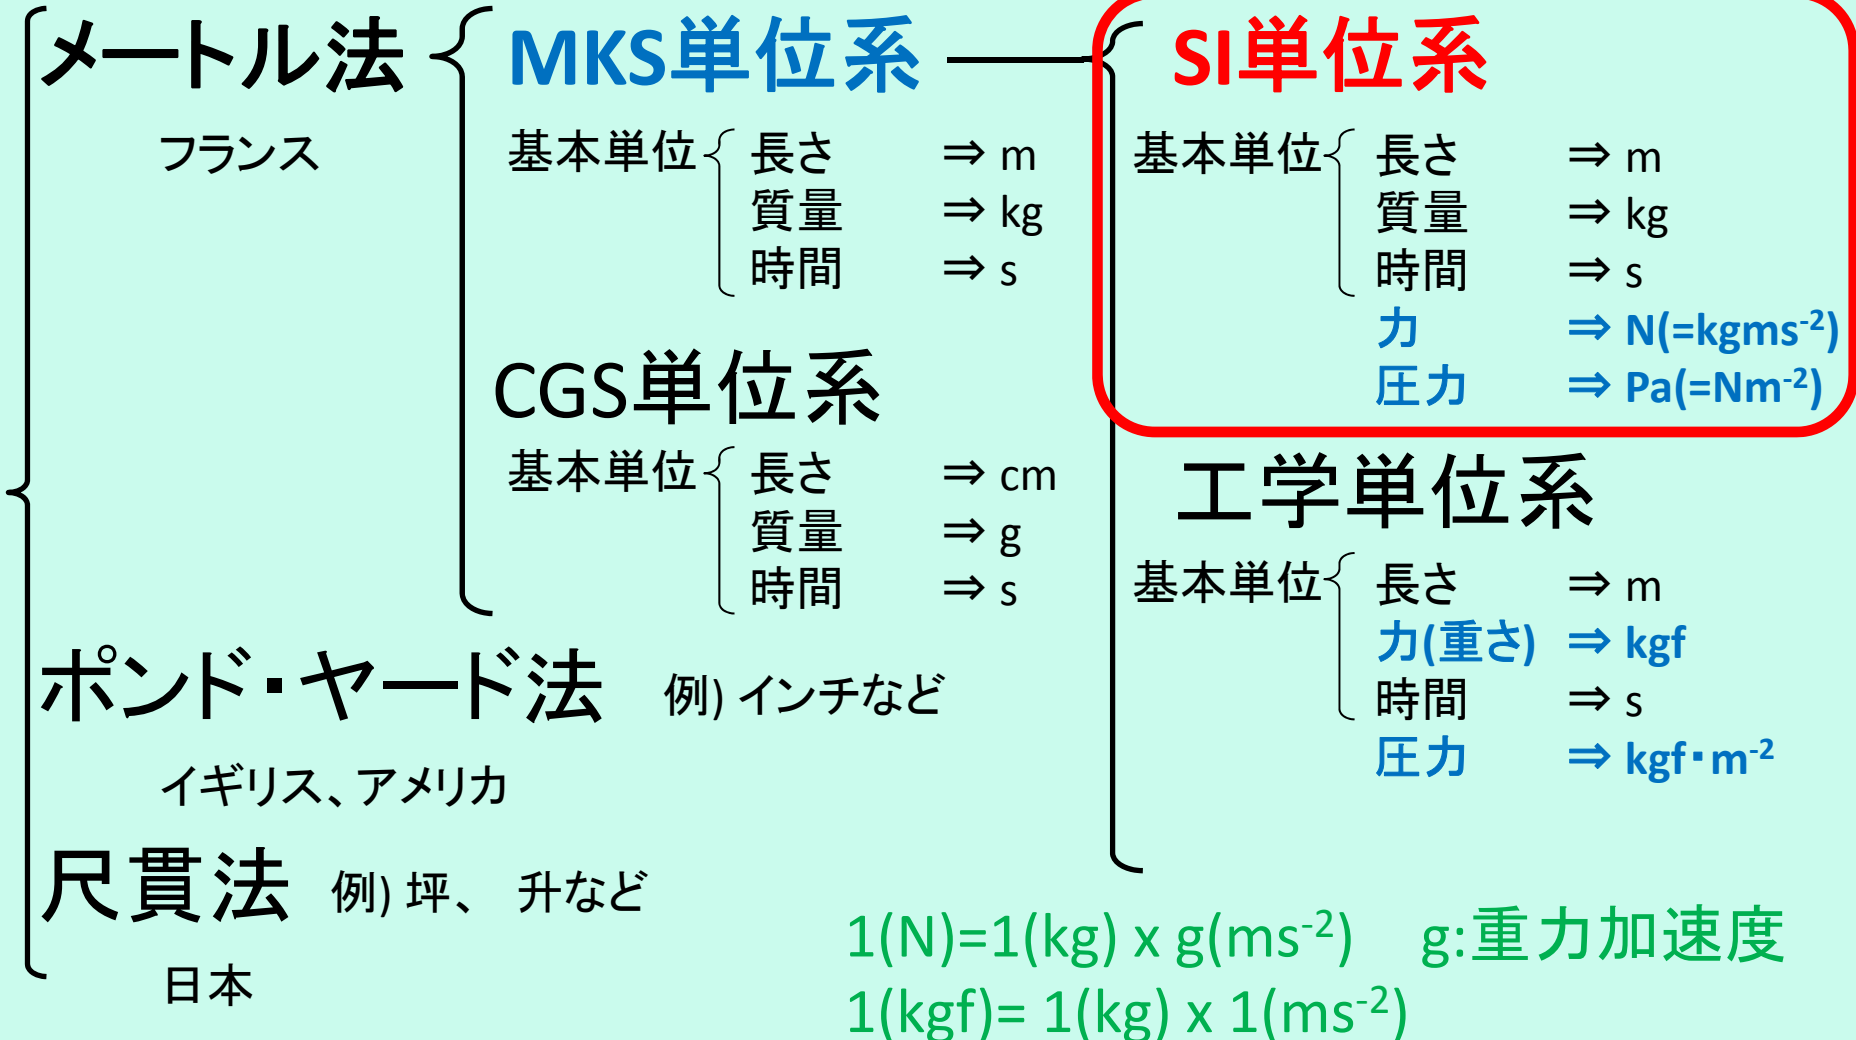 メートル法
フランス
MKS単位系
基本単位
長さ ⇒ m
質量 ⇒ kg
時間 ⇒ s
CGS単位系
基本単位
長さ ⇒ cm
質量 ⇒ g
時間 ⇒ s
SI単位系
基本単位
長さ ⇒ m
質量 ⇒ kg
時間 ⇒ s
力 ⇒ N(=kgms⁻²)
圧力 ⇒ Pa(=Nm⁻²)
工学単位系
基本単位
長さ ⇒ m
力(重さ) ⇒ kgf
時間 ⇒ s
圧力 ⇒ kgf・m⁻²
ポンド・ヤード法 例) インチなど
イギリス、アメリカ
尺貫法 例) 坪、 升など
日本
1(N)=1(kg) x g(ms⁻²) g:重力加速度
1(kgf)= 1(kg) x 1(ms⁻²)